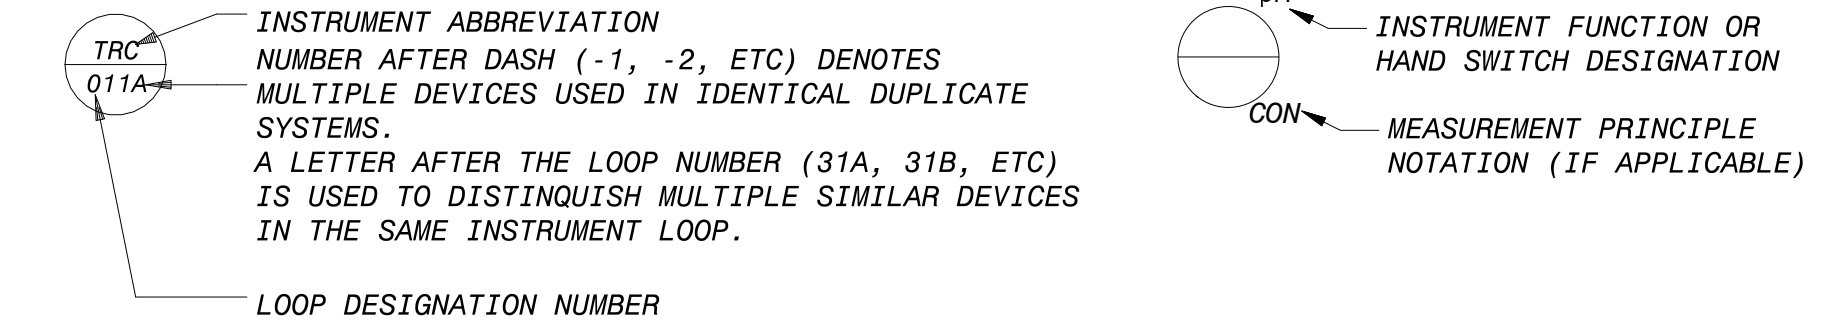 TRC
011A
INSTRUMENT ABBREVIATION
NUMBER AFTER DASH (-1, -2, ETC) DENOTES
MULTIPLE DEVICES USED IN IDENTICAL DUPLICATE
SYSTEMS.
A LETTER AFTER THE LOOP NUMBER (31A, 31B, ETC)
IS USED TO DISTINQUISH MULTIPLE SIMILAR DEVICES
IN THE SAME INSTRUMENT LOOP.
LOOP DESIGNATION NUMBER
INSTRUMENT FUNCTION OR
HAND SWITCH DESIGNATION
CON
MEASUREMENT PRINCIPLE
NOTATION (IF APPLICABLE)